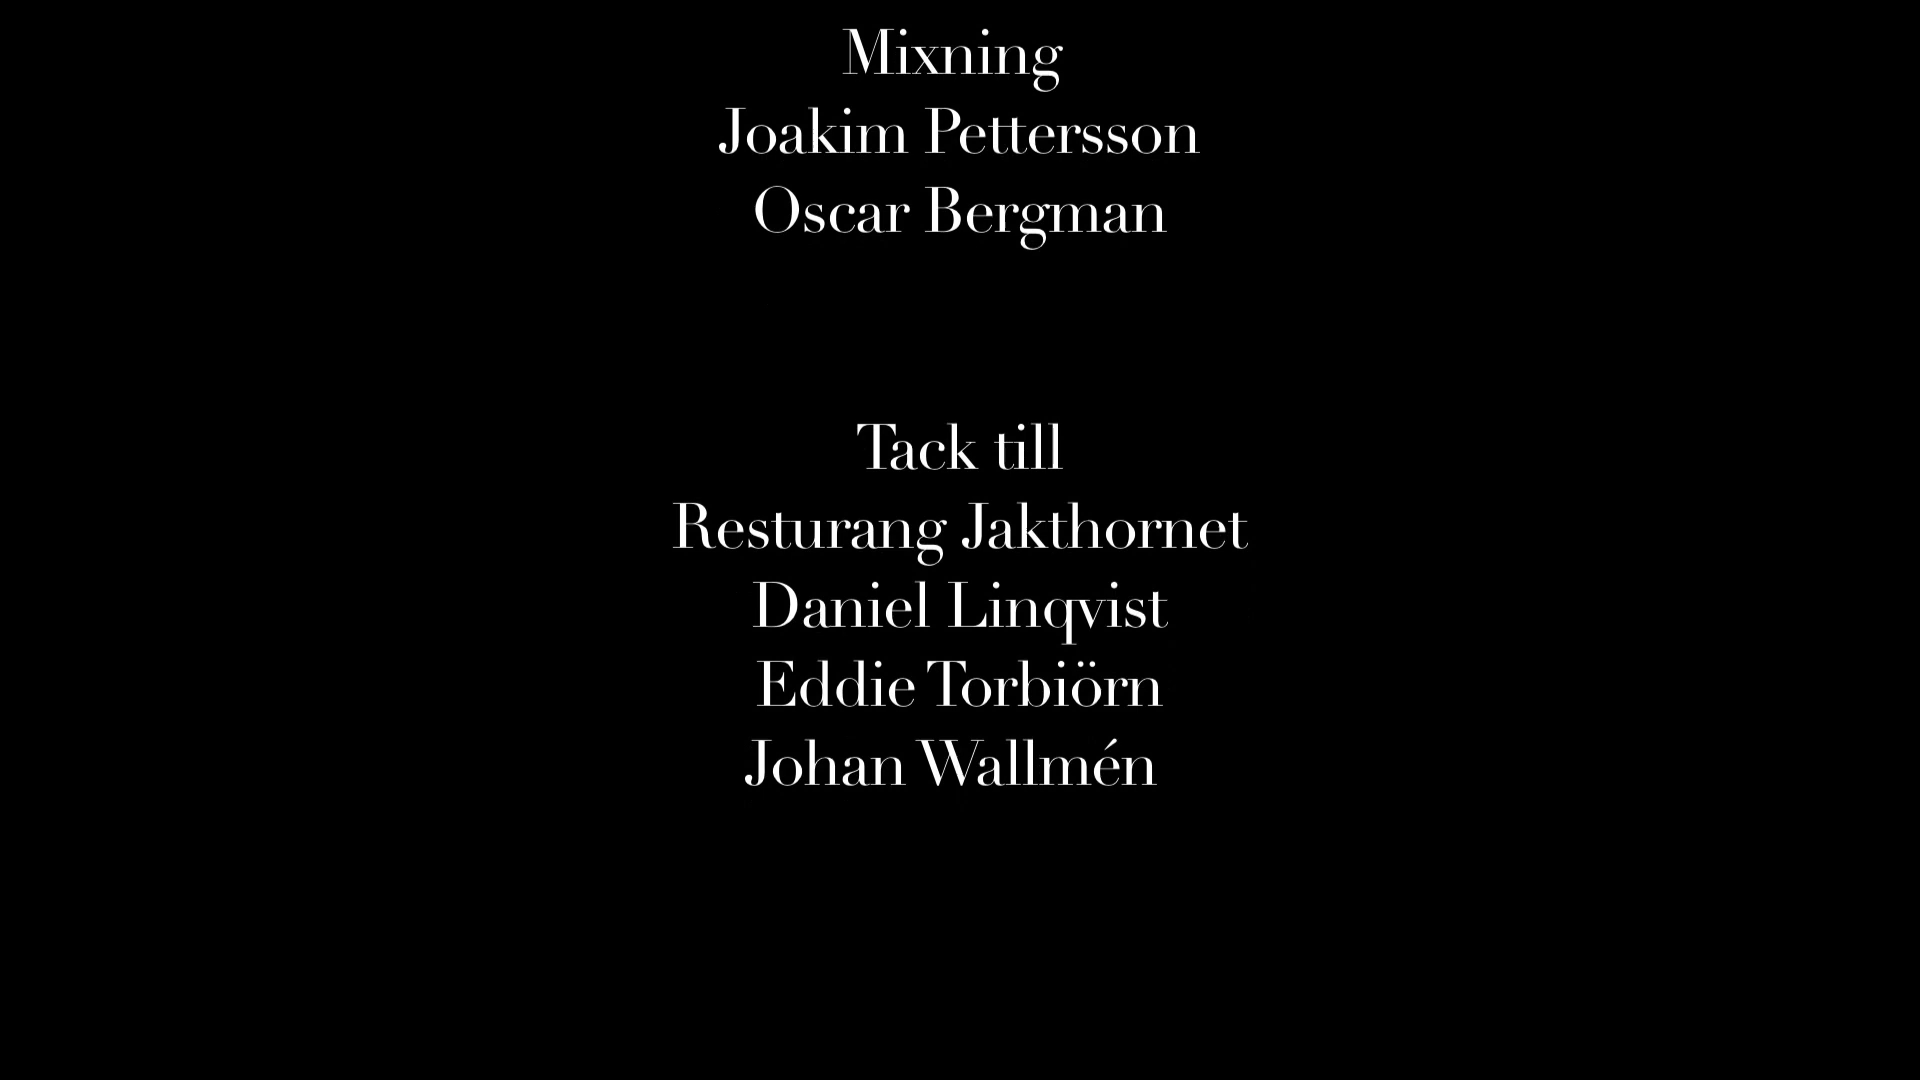 Mixning
Joakim Pettersson
Oscar Bergman
Tack till
Resturang Jakthornet
Daniel Linqvist
Eddie Torbiörn
Johan Wallmén